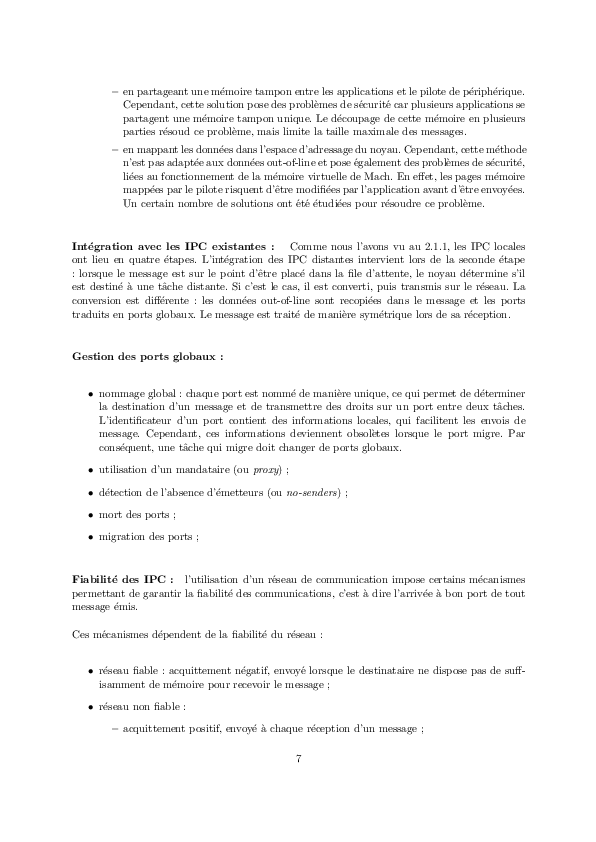 – en partageant une mémoire tampon entre les applications et le pilote de périphérique.
Cependant, cette solution pose des problèmes de sécurité car plusieurs applications se
partagent une mémoire tampon unique. Le découpage de cette mémoire en plusieurs
parties résoud ce problème, mais limite la taille maximale des messages.
– en mappant les données dans l'espace d'adressage du noyau. Cependant, cette méthode
n'est pas adaptée aux données out-of-line et pose également des problèmes de sécurité,
liées au fonctionnement de la mémoire virtuelle de Mach. En effet, les pages mémoire
mappées par le pilote risquent d'être modifiées par l'application avant d'être envoyées.
Un certain nombre de solutions ont été étudiées pour résoudre ce problème.
Intégration avec les IPC existantes : Comme nous l'avons vu au 2.1.1, les IPC locales
ont lieu en quatre étapes. L'intégration des IPC distantes intervient lors de la seconde étape
: lorsque le message est sur le point d'être placé dans la file d'attente, le noyau détermine s'il
est destiné à une tâche distante. Si c'est le cas, il est converti, puis transmis sur le réseau. La
conversion est différente : les données out-of-line sont recopiées dans le message et les ports
traduits en ports globaux. Le message est traité de manière symétrique lors de sa réception.
Gestion des ports globaux :
• nommage global : chaque port est nommé de manière unique, ce qui permet de déterminer
la destination d'un message et de transmettre des droits sur un port entre deux tâches.
L'identificateur d'un port contient des informations locales, qui facilitent les envois de
message. Cependant, ces informations deviennent obsolètes lorsque le port migre. Par
conséquent, une tâche qui migre doit changer de ports globaux.
• utilisation d'un mandataire (ou proxy) ;
• détection de l'absence d'émetteurs (ou no-senders) ;
• mort des ports ;
• migration des ports ;
Fiabilité des IPC : l'utilisation d'un réseau de communication impose certains mécanismes
permettant de garantir la fiabilité des communications, c'est à dire l'arrivée à bon port de tout
message émis.
Ces mécanismes dépendent de la fiabilité du réseau :
• réseau fiable : acquittement négatif, envoyé lorsque le destinataire ne dispose pas de suff-
isamment de mémoire pour recevoir le message ;
• réseau non fiable :
– acquittement positif, envoyé à chaque réception d'un message ;
7